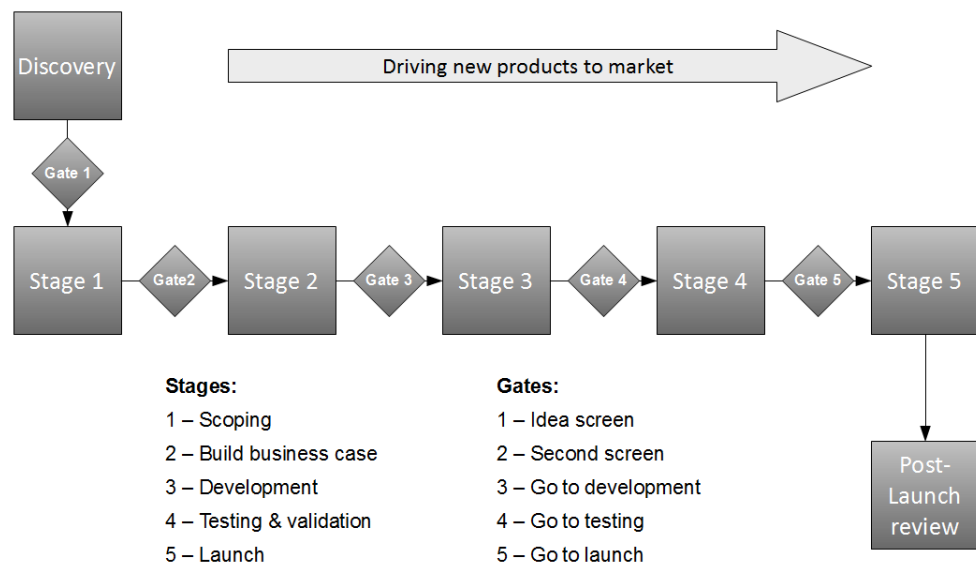 Discovery
Driving new products to market
Gate 1
Stage 1
Gate2
Stage 2
Gate 3
Stage 3
Gate 4
Stage 4
Gate 5
Stage 5
Stages:
1 – Scoping
2 – Build business case
3 – Development
4 – Testing & validation
5 – Launch
Gates:
1 – Idea screen
2 – Second screen
3 – Go to development
4 – Go to testing
5 – Go to launch
Post-
Launch
review